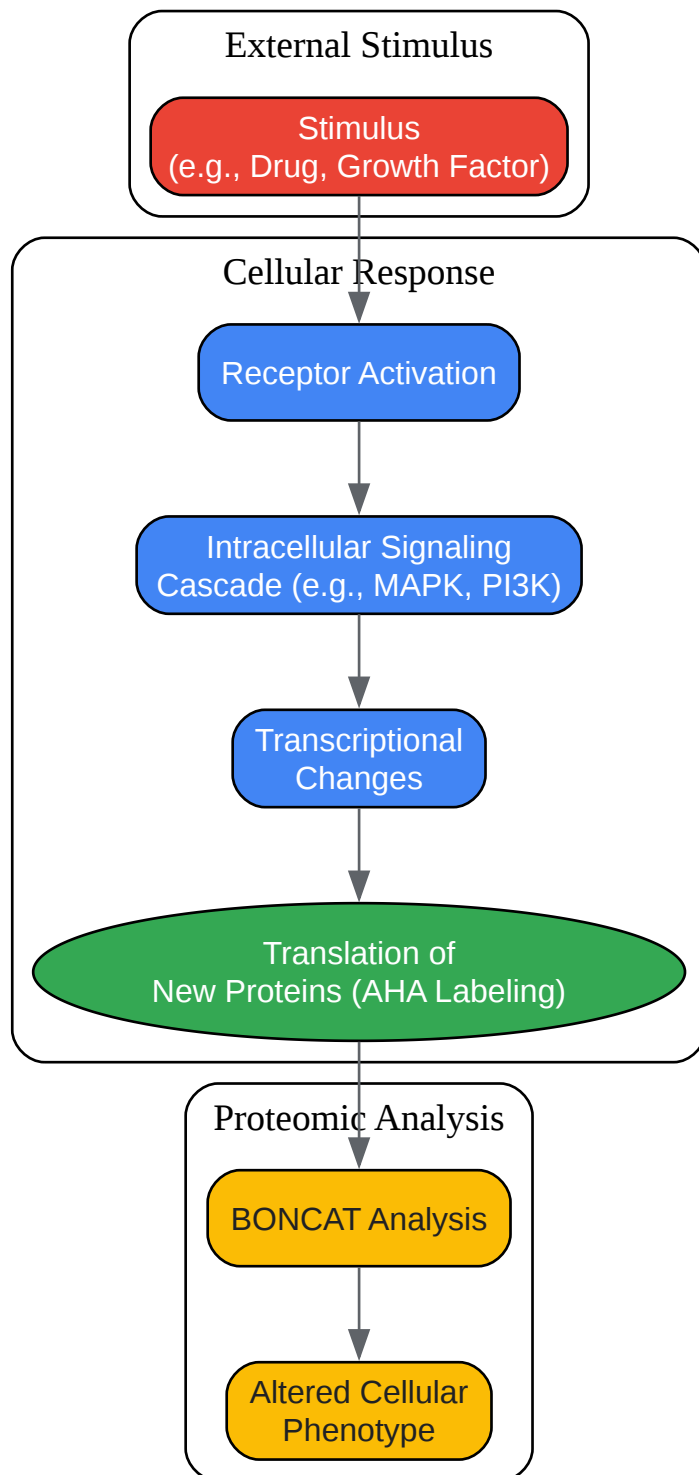 External Stimulus
Stimulus
(e.g., Drug, Growth Factor)
Cellular Response
Receptor Activation
Intracellular Signaling
Cascade (e.g., MAPK, PI3K)
Transcriptional
Changes
Translation of
New Proteins (AHA Labeling)
Proteomic Analysis
BONCAT Analysis
Altered Cellular
Phenotype